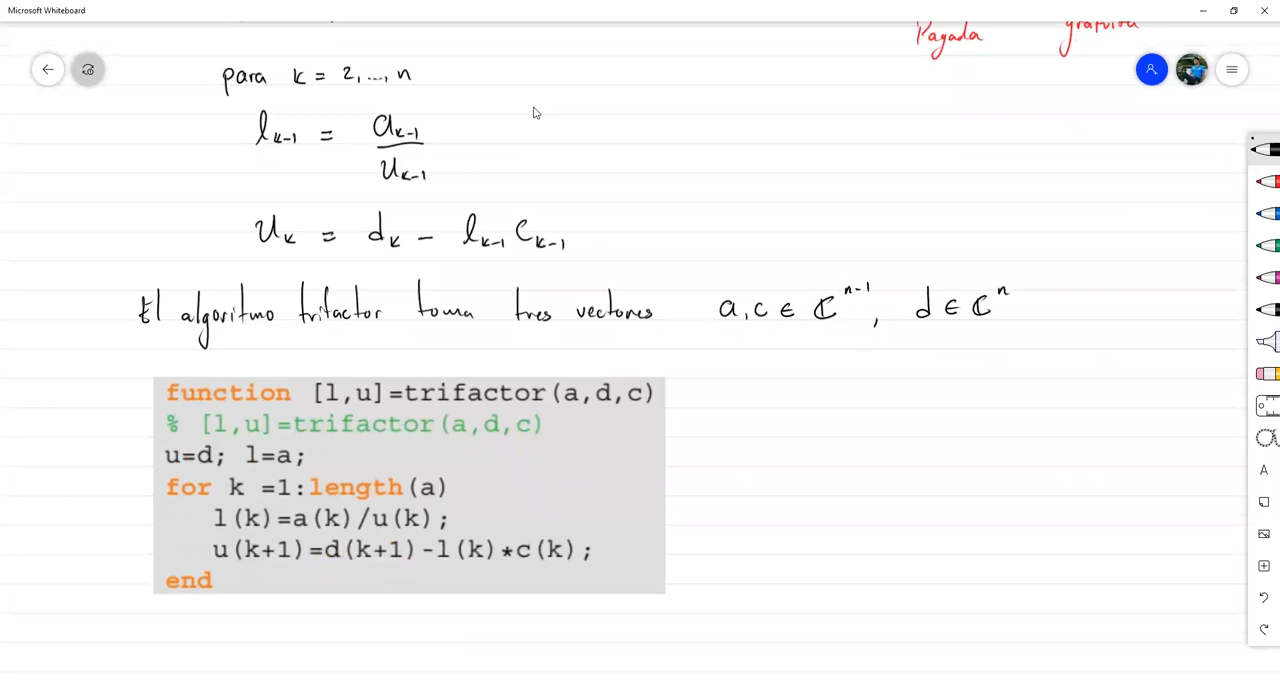 Microsoft Whiteboard
Pagada gratuita
para k = 2, ..., n
l_{k-1} = a_{k-1} / u_{k-1}
u_k = d_k - l_{k-1} c_{k-1}
El algoritmo trifactor toma tres vectores a, c ∈ ℂ^{n-1}, d ∈ ℂ^n
function [l,u]=trifactor(a,d,c)
% [l,u]=trifactor(a,d,c)
u=d; l=a;
for k =1:length(a)
l(k)=a(k)/u(k);
u(k+1)=d(k+1)-l(k)*c(k);
end
A